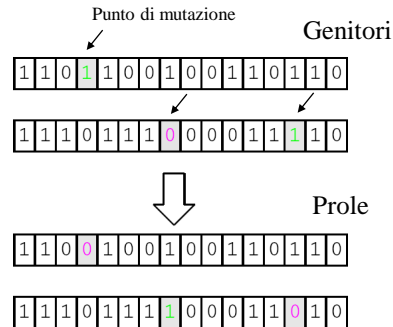 Punto di mutazione
Genitori
1 1 0 1 1 0 0 1 0 0 1 1 0 1 1 0
1 1 1 0 1 1 1 0 0 0 0 1 1 1 1 0
Prole
1 1 0 0 1 0 0 1 0 0 1 1 0 1 1 0
1 1 1 0 1 1 1 1 0 0 0 1 1 0 1 0